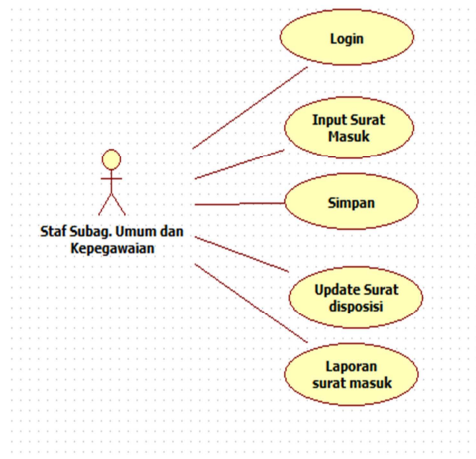 Login
Input Surat
Masuk
Simpan
Staf Subag. Umum dan
Kepegawaian
Update Surat
disposisi
Laporan
surat masuk